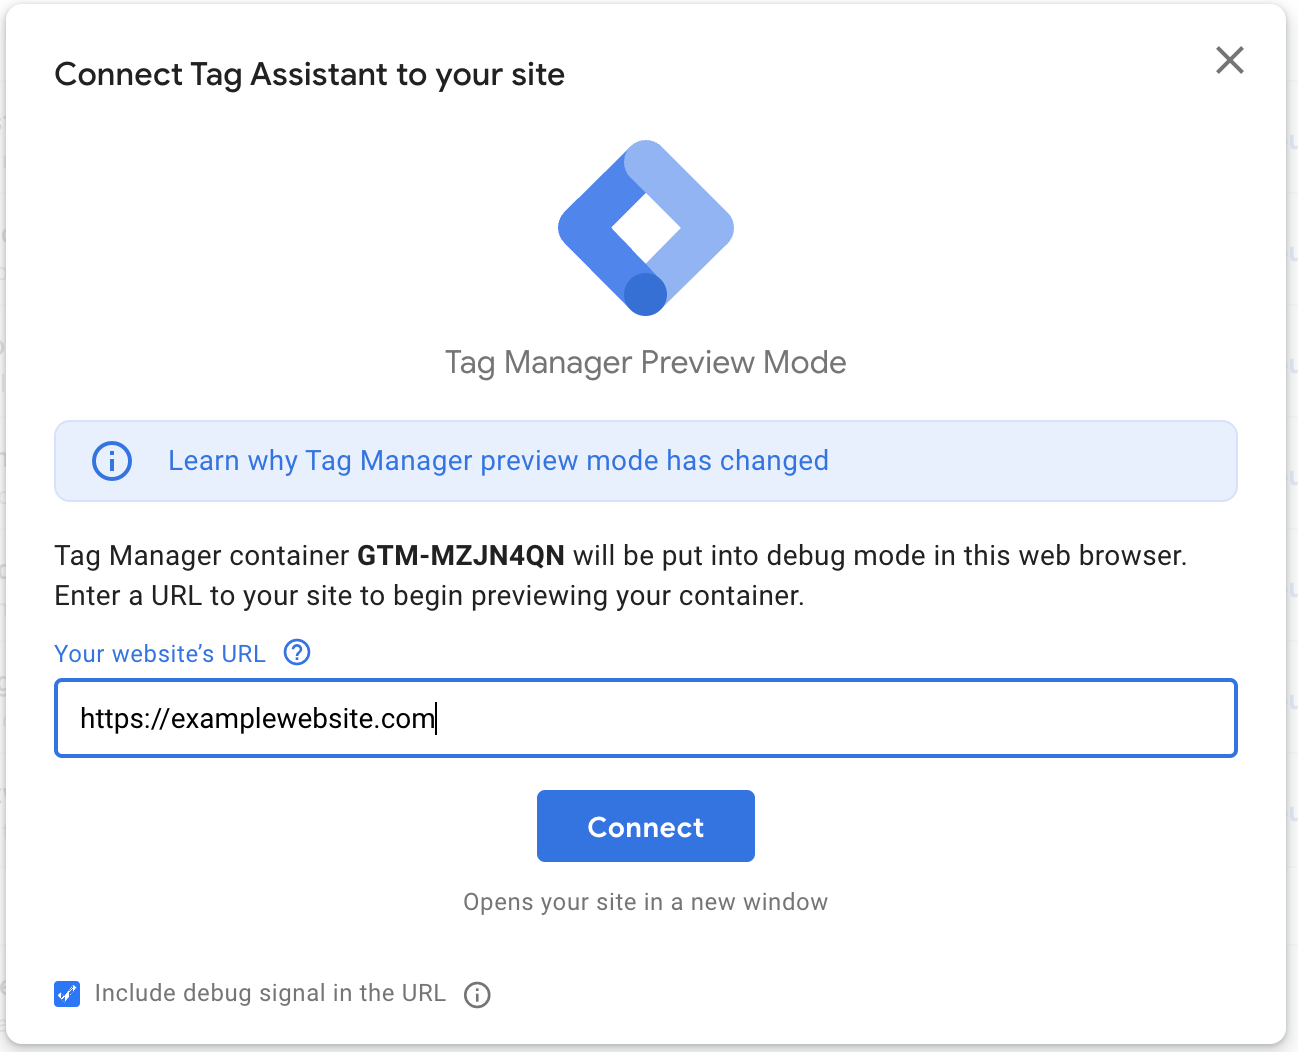 Connect Tag Assistant to your site
Tag Manager Preview Mode
Learn why Tag Manager preview mode has changed
Tag Manager container GTM-MZJN4QN will be put into debug mode in this web browser.
Enter a URL to your site to begin previewing your container.
Your website’s URL
https://examplewebsite.com
Connect
Opens your site in a new window
Include debug signal in the URL